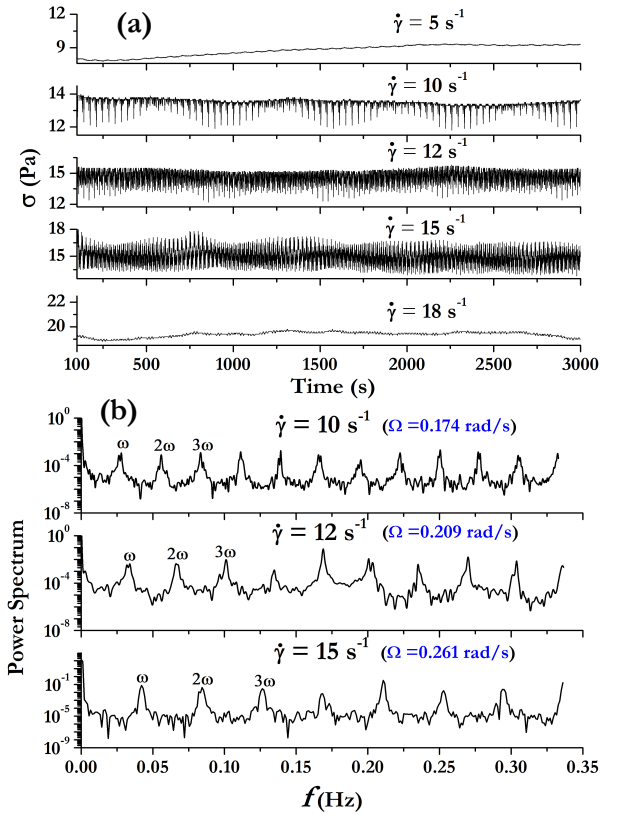 (a)
γ̇ = 5 s⁻¹
12
9
γ̇ = 10 s⁻¹
14
12
γ̇ = 12 s⁻¹
15
12
γ̇ = 15 s⁻¹
18
15
γ̇ = 18 s⁻¹
22
20
σ (Pa)
100 500 1000 1500 2000 2500 3000
Time (s)
(b)
γ̇ = 10 s⁻¹ (Ω =0.174 rad/s)
10⁰
10⁻⁴
10⁻⁸
ω 2ω 3ω
γ̇ = 12 s⁻¹ (Ω =0.209 rad/s)
10⁰
10⁻⁴
10⁻⁸
ω 2ω 3ω
γ̇ = 15 s⁻¹ (Ω =0.261 rad/s)
10⁻¹
10⁻⁵
10⁻⁹
ω 2ω 3ω
Power Spectrum
0.00 0.05 0.10 0.15 0.20 0.25 0.30 0.35
f (Hz)